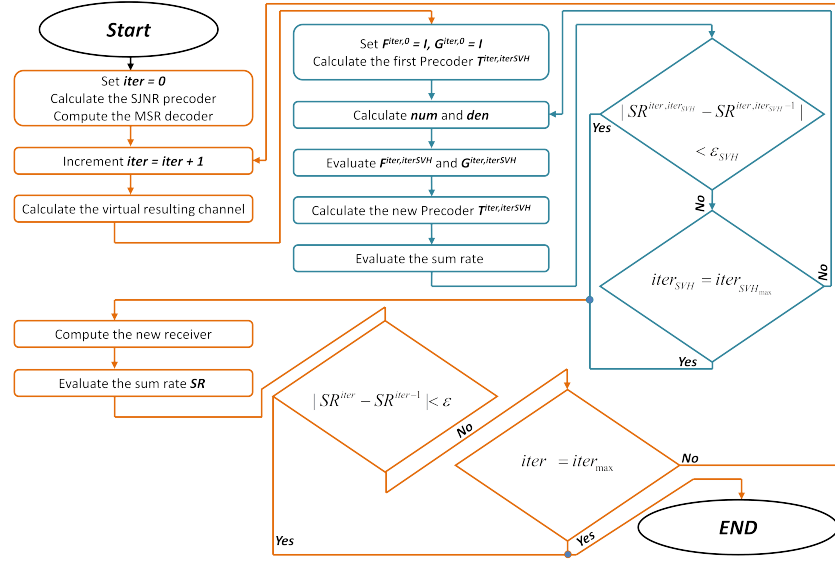 Start
Set iter = 0
Calculate the SJNR precoder
Compute the MSR decoder
Increment iter = iter + 1
Calculate the virtual resulting channel
Set F^{iter,0} = I, G^{iter,0} = I
Calculate the first Precoder T^{iter,iterSVH}
Calculate num and den
Evaluate F^{iter,iterSVH} and G^{iter,iterSVH}
Calculate the new Precoder T^{iter,iterSVH}
Evaluate the sum rate
| SR^{iter,iter_{SVH}} − SR^{iter,iter_{SVH}−1} |
< ε_{SVH}
Yes
No
iter_{SVH} = iter_{SVH_{max}}
No
Yes
Compute the new receiver
Evaluate the sum rate SR
| SR^{iter} − SR^{iter−1} |< ε
No
Yes
iter = iter_{max}
No
Yes
END